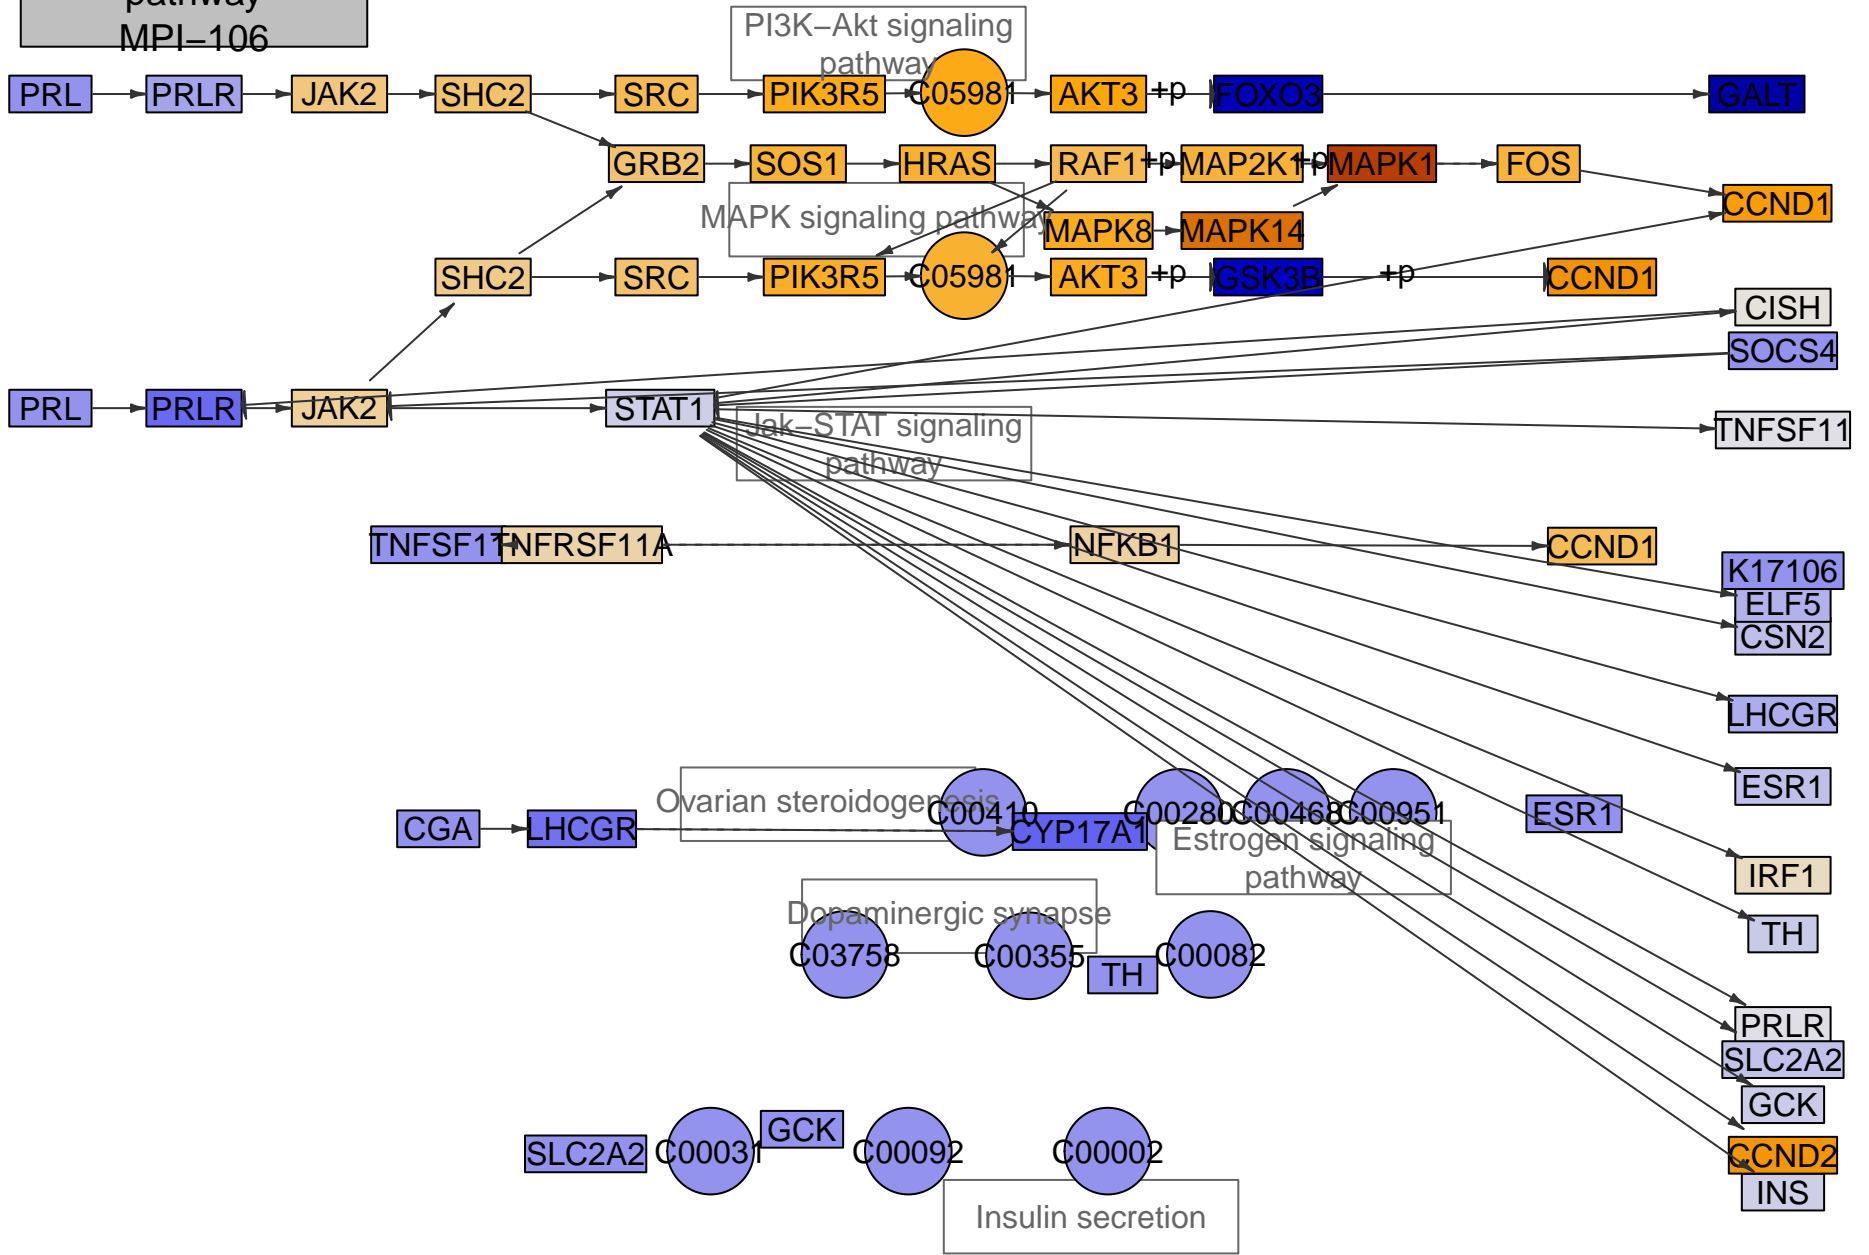 pathway
MPI−106
PI3K−Akt signaling
pathway
PRL
PRLR
JAK2
SHC2
SRC
PIK3R5
C05981
AKT3
+p
FOXO3
GALT
GRB2
SOS1
HRAS
RAF1
+p
MAP2K1
+p
MAPK1
FOS
CCND1
MAPK signaling pathway
MAPK8
MAPK14
SHC2
SRC
PIK3R5
C05981
AKT3
+p
GSK3B
+p
CCND1
CISH
SOCS4
PRL
PRLR
JAK2
STAT1
Jak−STAT signaling
pathway
TNFSF11
TNFSF11
TNFRSF11A
NFKB1
CCND1
K17106
ELF5
CSN2
LHCGR
ESR1
Ovarian steroidogenesis
C00410
C00280
C00468
C00951
ESR1
CGA
LHCGR
CYP17A1
Estrogen signaling
pathway
IRF1
Dopaminergic synapse
TH
C03758
C00355
TH
C00082
PRLR
SLC2A2
GCK
SLC2A2
C00031
GCK
C00092
C00002
CCND2
INS
Insulin secretion